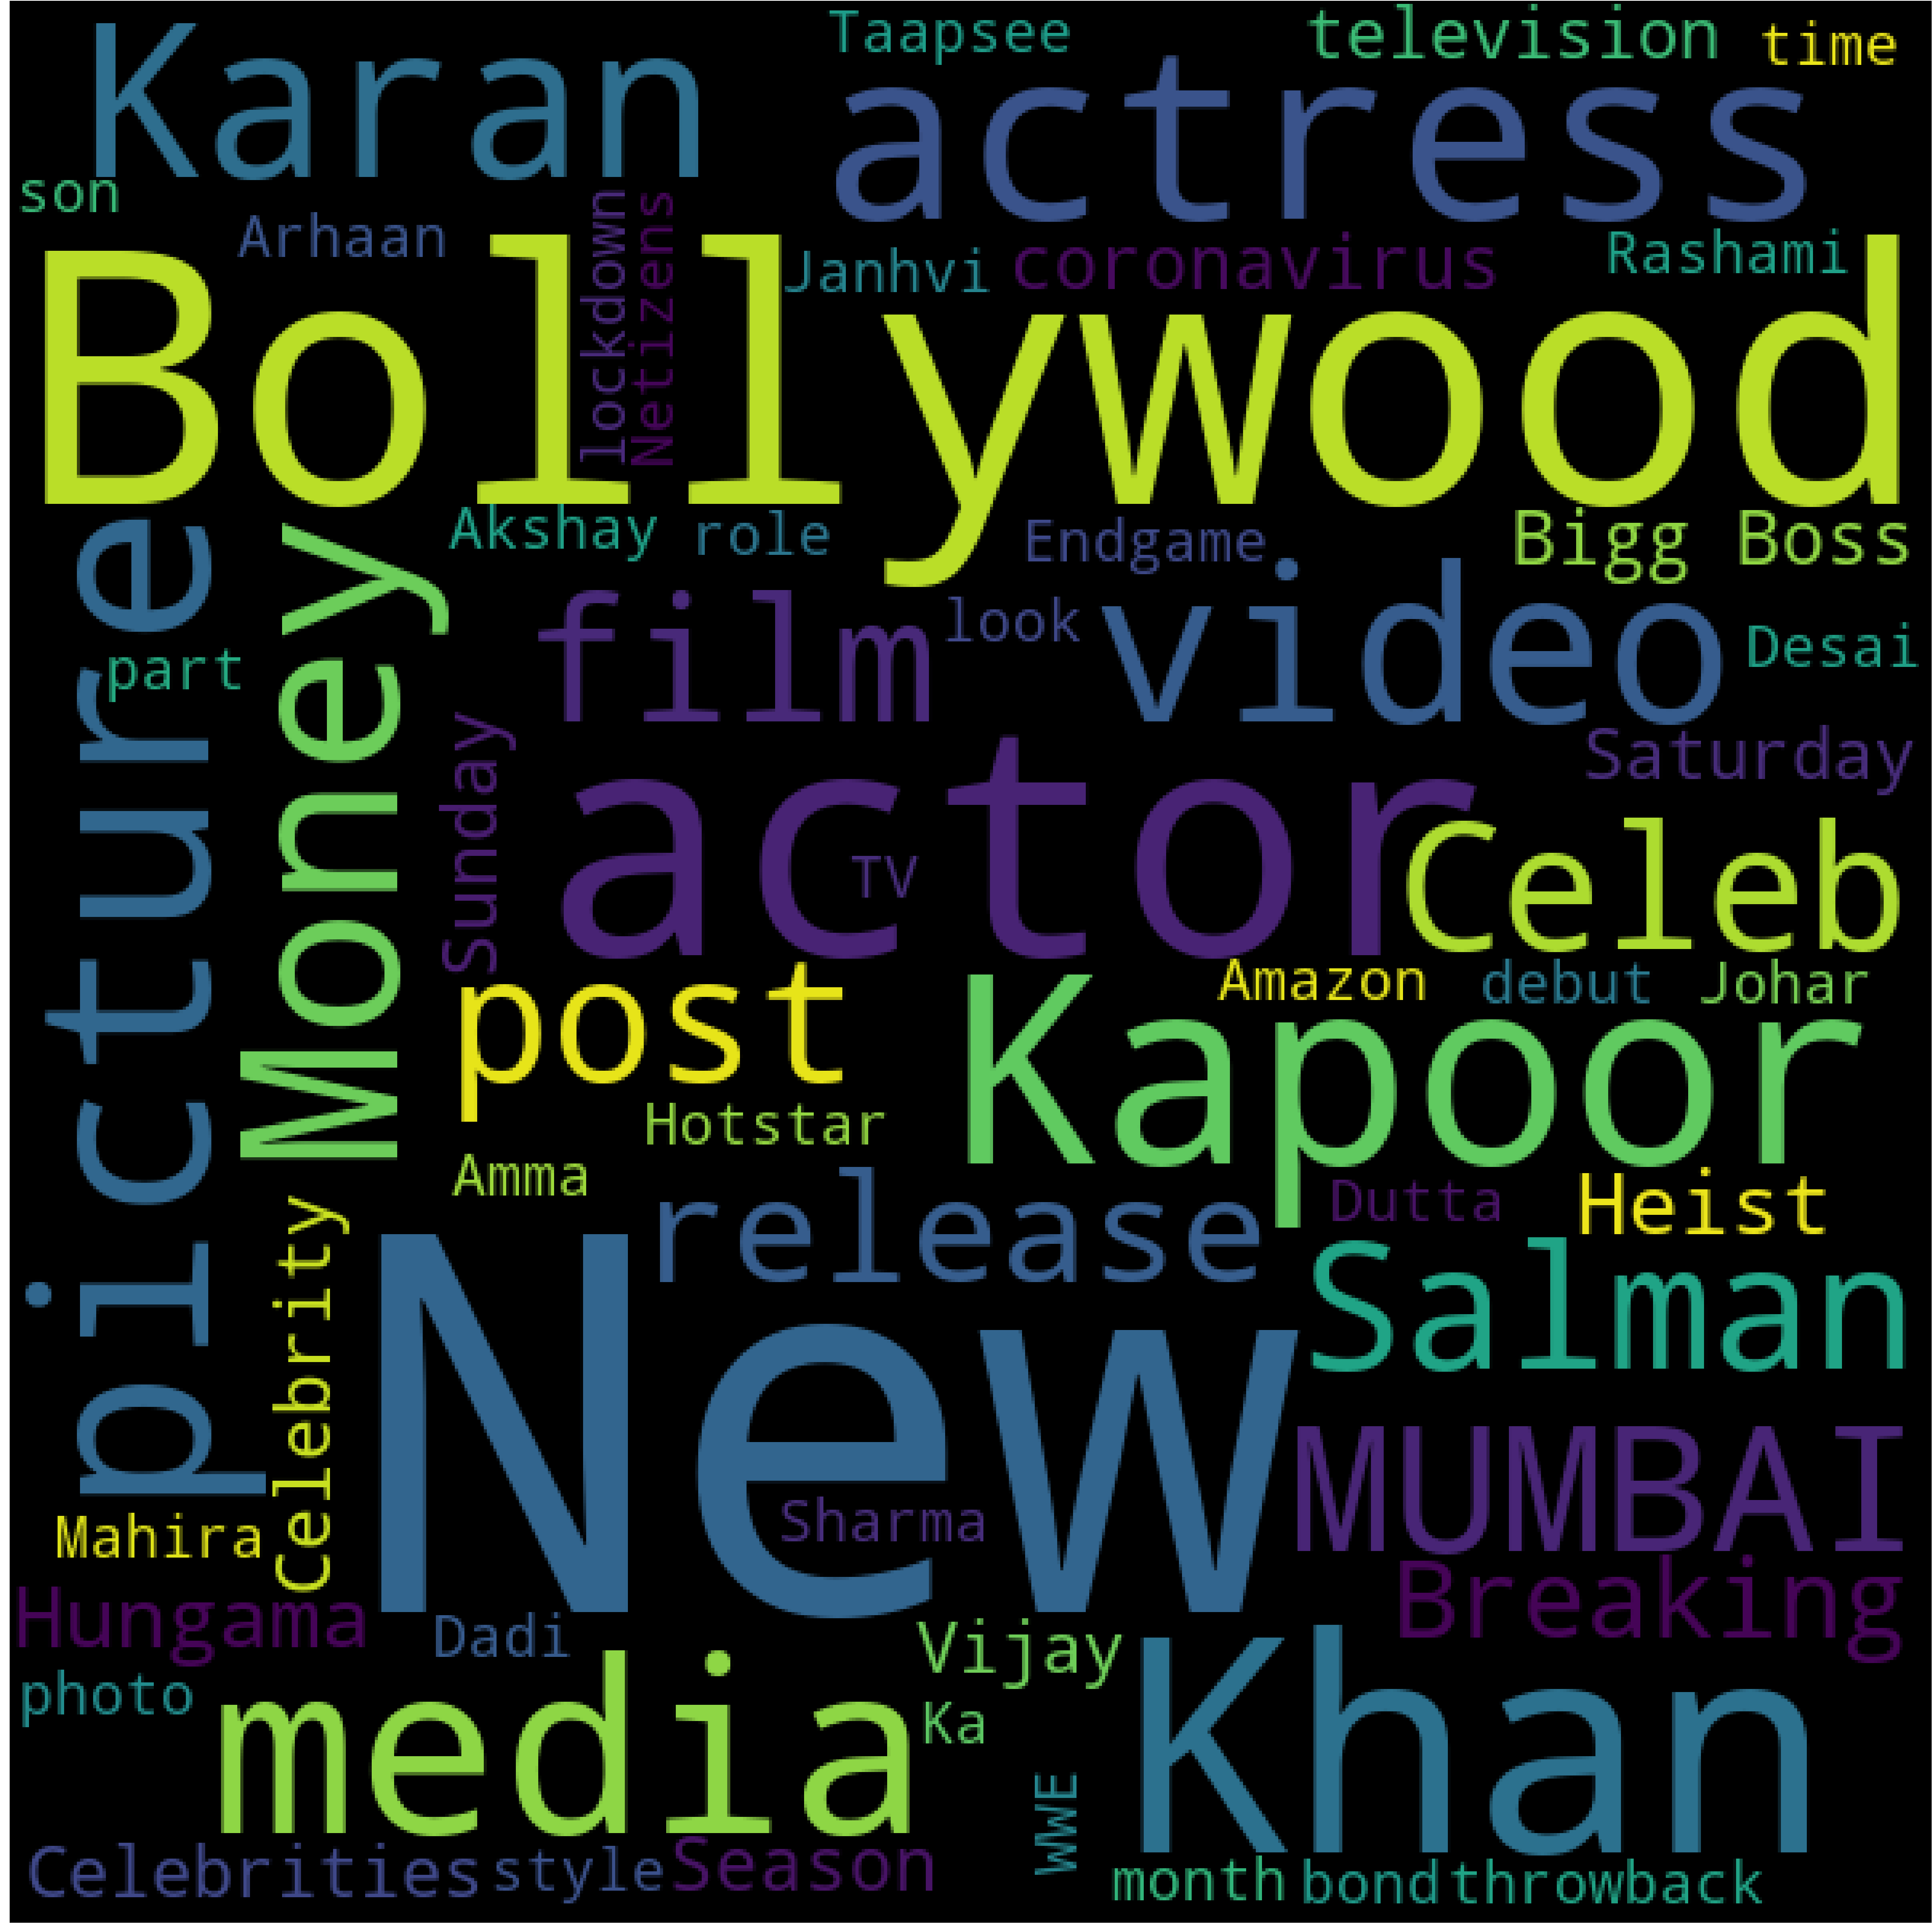 Taapsee
television
time
Karan
actress
son
Arhaan
lockdown
Netizens
Janhvi
coronavirus
Rashami
Bollywood
Akshay
role
Endgame
Bigg Boss
picture
Money
film
look
video
Desai
part
Sunday
Saturday
actor
TV
Celeb
post
Amazon
debut
Johar
Kapoor
Hotstar
Amma
release
Dutta
Heist
Celebrity
New
Salman
MUMBAI
Sharma
Mahira
Hungama
Breaking
Dadi
Vijay
Khan
photo
media
Ka
WWE
Celebrities
style
Season
month
bond
throwback